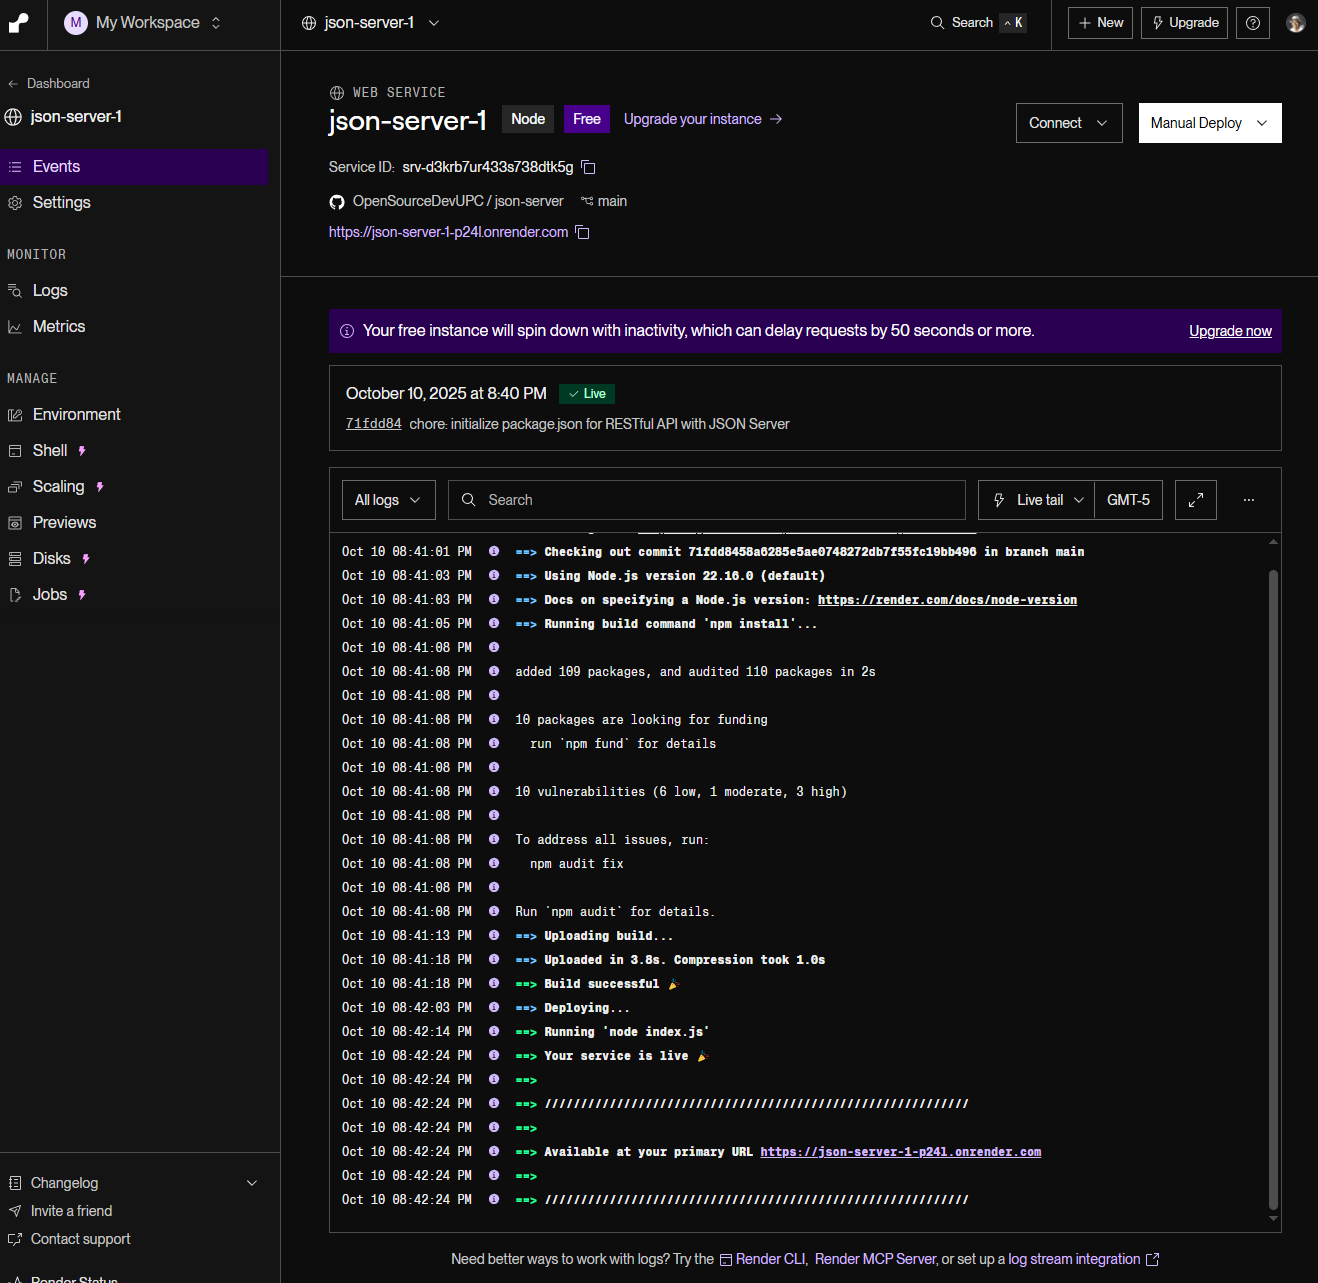 M My Workspace
json-server-1
Search ^ K
+ New
Upgrade
Dashboard
json-server-1
Events
Settings
MONITOR
Logs
Metrics
MANAGE
Environment
Shell
Scaling
Previews
Disks
Jobs
Changelog
Invite a friend
Contact support
Render Status
WEB SERVICE
json-server-1 Node Free Upgrade your instance →
Connect
Manual Deploy
Service ID: srv-d3krb7ur433s738dtk5g
OpenSourceDevUPC / json-server main
https://json-server-1-p24l.onrender.com
Your free instance will spin down with inactivity, which can delay requests by 50 seconds or more. Upgrade now
October 10, 2025 at 8:40 PM ✓ Live
71fdd84 chore: initialize package.json for RESTful API with JSON Server
All logs Search Live tail GMT-5 ...
Oct 10 08:41:01 PM ==> Checking out commit 71fdd8458a6285e5ae0748272db7f55fc19bb496 in branch main
Oct 10 08:41:03 PM ==> Using Node.js version 22.16.0 (default)
Oct 10 08:41:03 PM ==> Docs on specifying a Node.js version: https://render.com/docs/node-version
Oct 10 08:41:05 PM ==> Running build command 'npm install'...
Oct 10 08:41:08 PM
Oct 10 08:41:08 PM added 109 packages, and audited 110 packages in 2s
Oct 10 08:41:08 PM
Oct 10 08:41:08 PM 10 packages are looking for funding
Oct 10 08:41:08 PM run `npm fund` for details
Oct 10 08:41:08 PM
Oct 10 08:41:08 PM 10 vulnerabilities (6 low, 1 moderate, 3 high)
Oct 10 08:41:08 PM
Oct 10 08:41:08 PM To address all issues, run:
Oct 10 08:41:08 PM npm audit fix
Oct 10 08:41:08 PM
Oct 10 08:41:08 PM Run `npm audit` for details.
Oct 10 08:41:13 PM ==> Uploading build...
Oct 10 08:41:18 PM ==> Uploaded in 3.8s. Compression took 1.0s
Oct 10 08:41:18 PM ==> Build successful 🎉
Oct 10 08:42:03 PM ==> Deploying...
Oct 10 08:42:14 PM ==> Running 'node index.js'
Oct 10 08:42:24 PM ==> Your service is live 🎉
Oct 10 08:42:24 PM ==>
Oct 10 08:42:24 PM ==> ///////////////////////////////////////////////////////////
Oct 10 08:42:24 PM ==>
Oct 10 08:42:24 PM ==> Available at your primary URL https://json-server-1-p24l.onrender.com
Oct 10 08:42:24 PM ==>
Oct 10 08:42:24 PM ==> ///////////////////////////////////////////////////////////
Need better ways to work with logs? Try the Render CLI, Render MCP Server, or set up a log stream integration